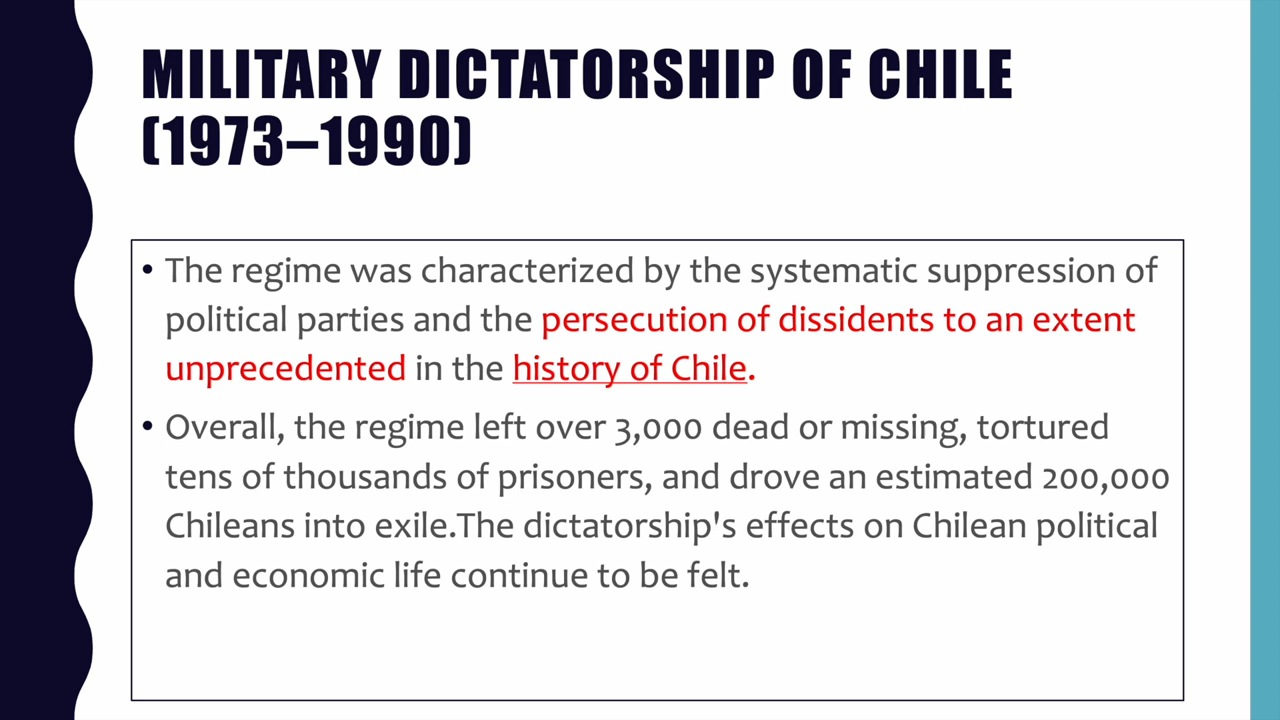 MILITARY DICTATORSHIP OF CHILE
(1973–1990)
• The regime was characterized by the systematic suppression of
political parties and the persecution of dissidents to an extent
unprecedented in the history of Chile.
• Overall, the regime left over 3,000 dead or missing, tortured
tens of thousands of prisoners, and drove an estimated 200,000
Chileans into exile.The dictatorship's effects on Chilean political
and economic life continue to be felt.